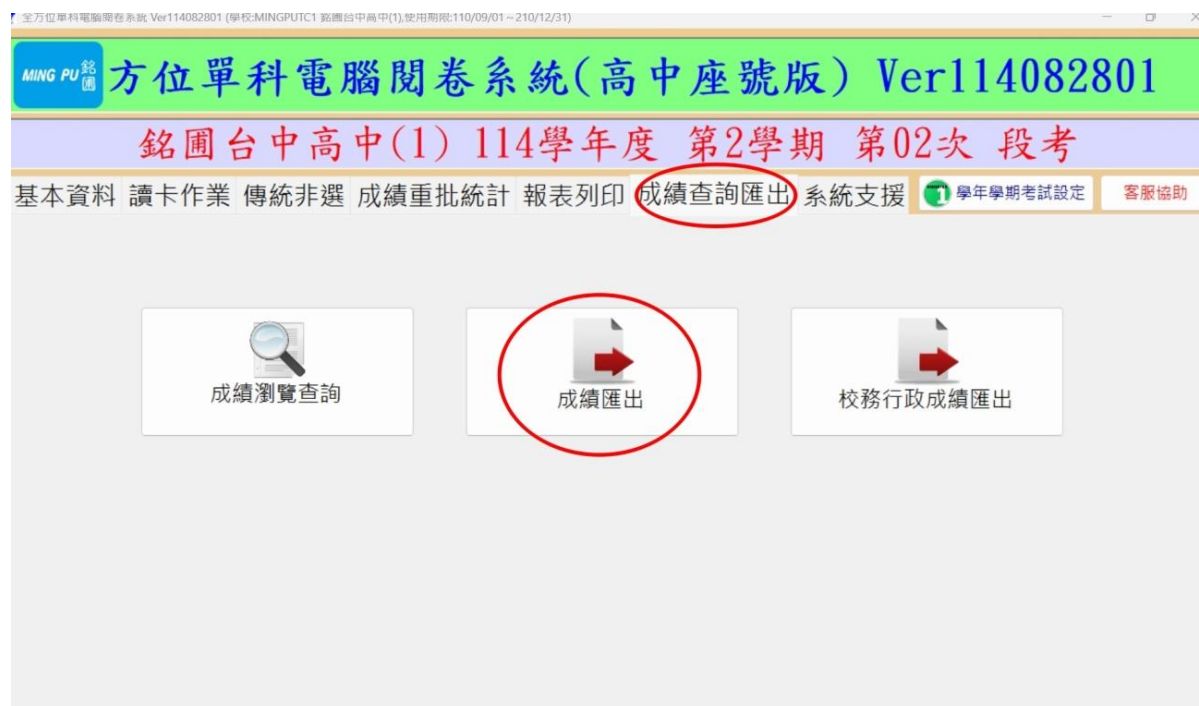 全方位單科電腦閱卷系統 Ver114082801 (學校:MINGPUTC1 銘圃台中高中(1),使用期限:110/09/01~210/12/31)
MING PU 銘圃 方位單科電腦閱卷系統(高中座號版) Ver114082801
銘圃台中高中(1) 114學年度 第2學期 第02次 段考
基本資料 讀卡作業 傳統非選 成績重批統計 報表列印 成績查詢匯出 系統支援 1 學年學期考試設定 客服協助
成績瀏覽查詢 成績匯出 校務行政成績匯出